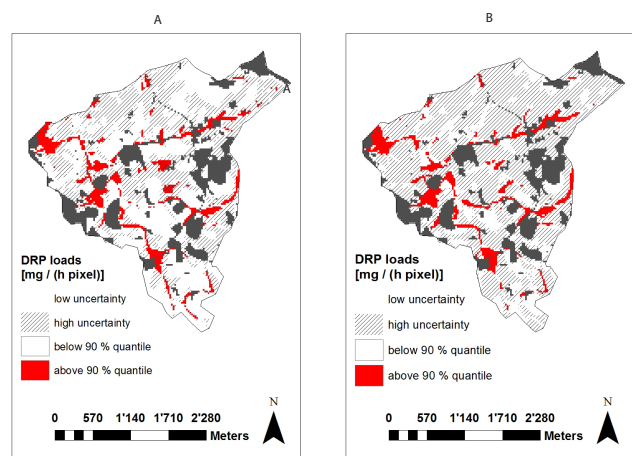 A
B
A
DRP loads
[mg / (h pixel)]
low uncertainty
high uncertainty
below 90 % quantile
above 90 % quantile
N
0 570 1'140 1'710 2'280
Meters
DRP loads
[mg / (h pixel)]
low uncertainty
high uncertainty
below 90 % quantile
above 90 % quantile
N
0 570 1'140 1'710 2'280
Meters